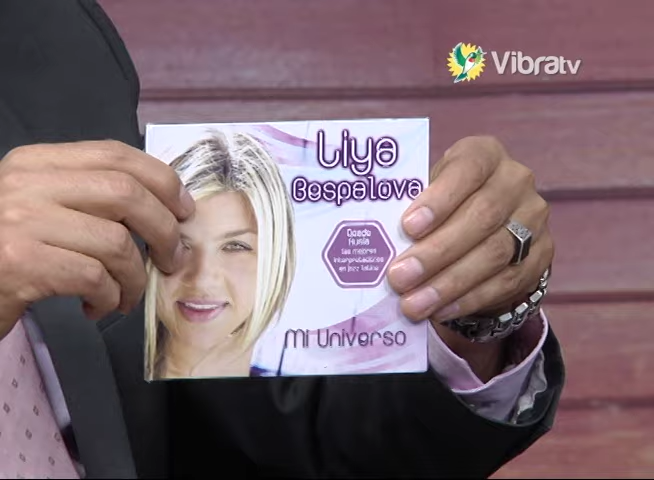 Vibratv
Liya
Bespalova
Desde
Rusia
las mejores
interpretaciones
en jazz latino
Mi Universo